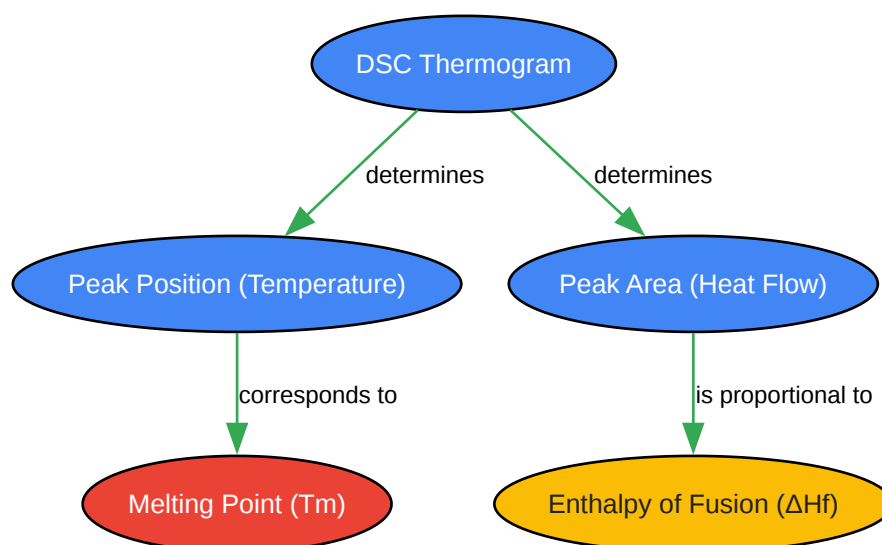 DSC Thermogram
determines
determines
Peak Position (Temperature)
Peak Area (Heat Flow)
corresponds to
is proportional to
Melting Point (Tm)
Enthalpy of Fusion (ΔHf)